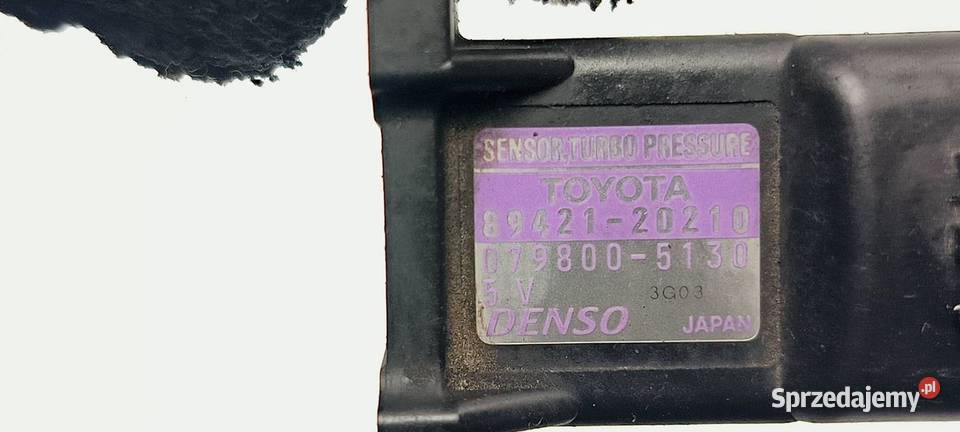 SENSOR.TURBO PRESSURE
TOYOTA
89421-20210
079800-5130
5 V 3G03
DENSO JAPAN
Sprzedajemy.pl